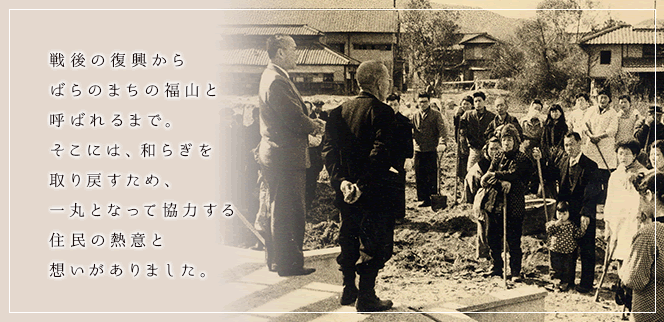 戦後の復興から
ばらのまちの福山と
呼ばれるまで。
そこには、和らぎを
取り戻すため、
一丸となって協力する
住民の熱意と
想いがありました。